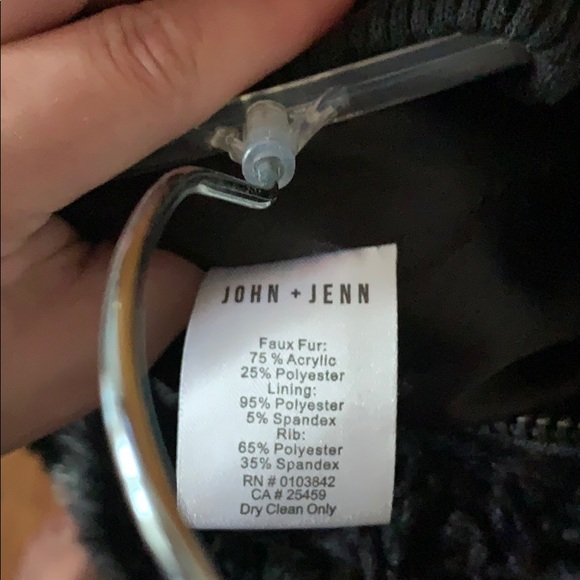 JOHN + JENN
Faux Fur:
75 % Acrylic
25% Polyester
Lining:
95% Polyester
5% Spandex
Rib:
65% Polyester
35% Spandex
RN # 0103842
CA # 25459
Dry Clean Only